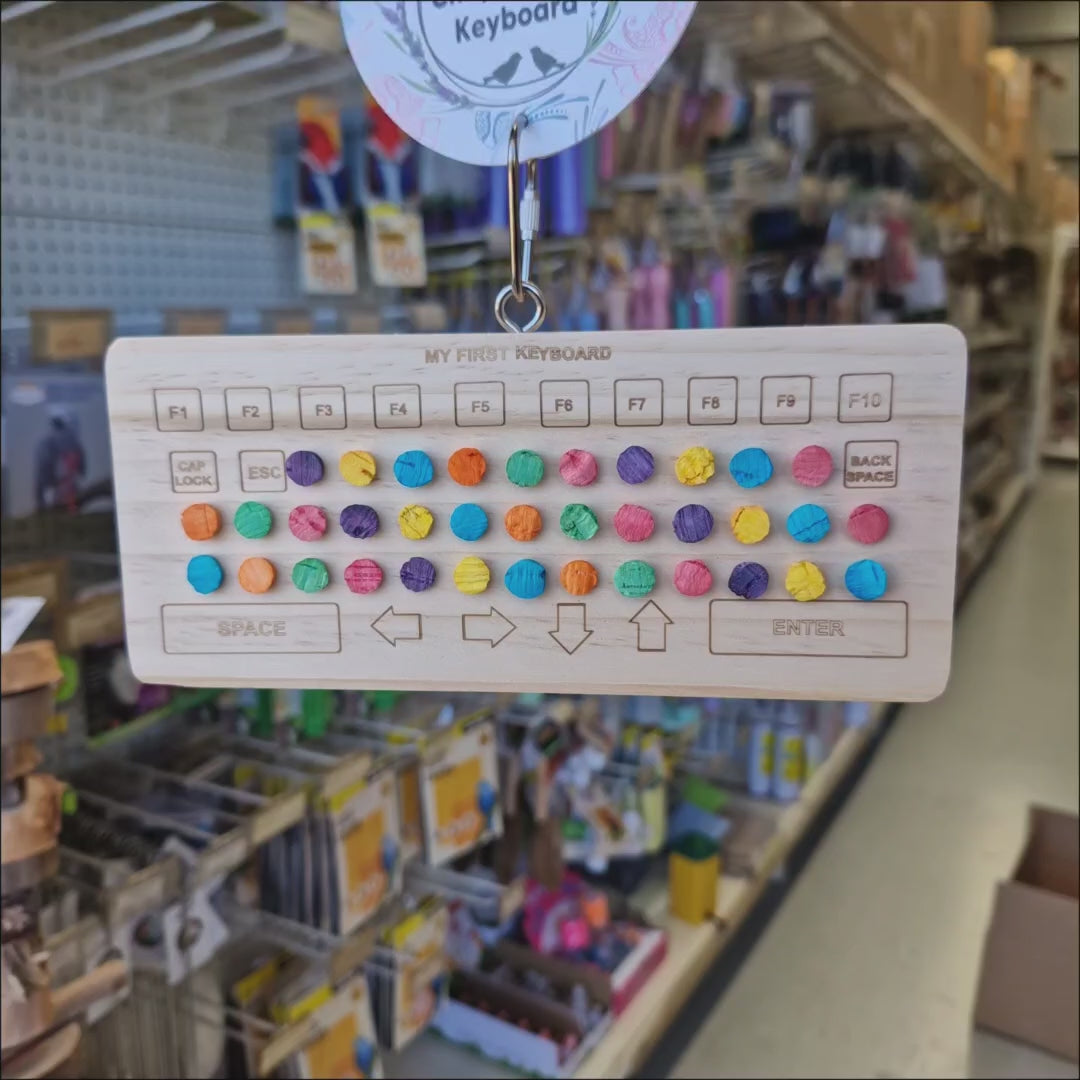 Keyboard
MY FIRST KEYBOARD
F1 F2 F3 F4 F5 F6 F7 F8 F9 F10
CAP
LOCK
ESC
BACK
SPACE
SPACE
ENTER